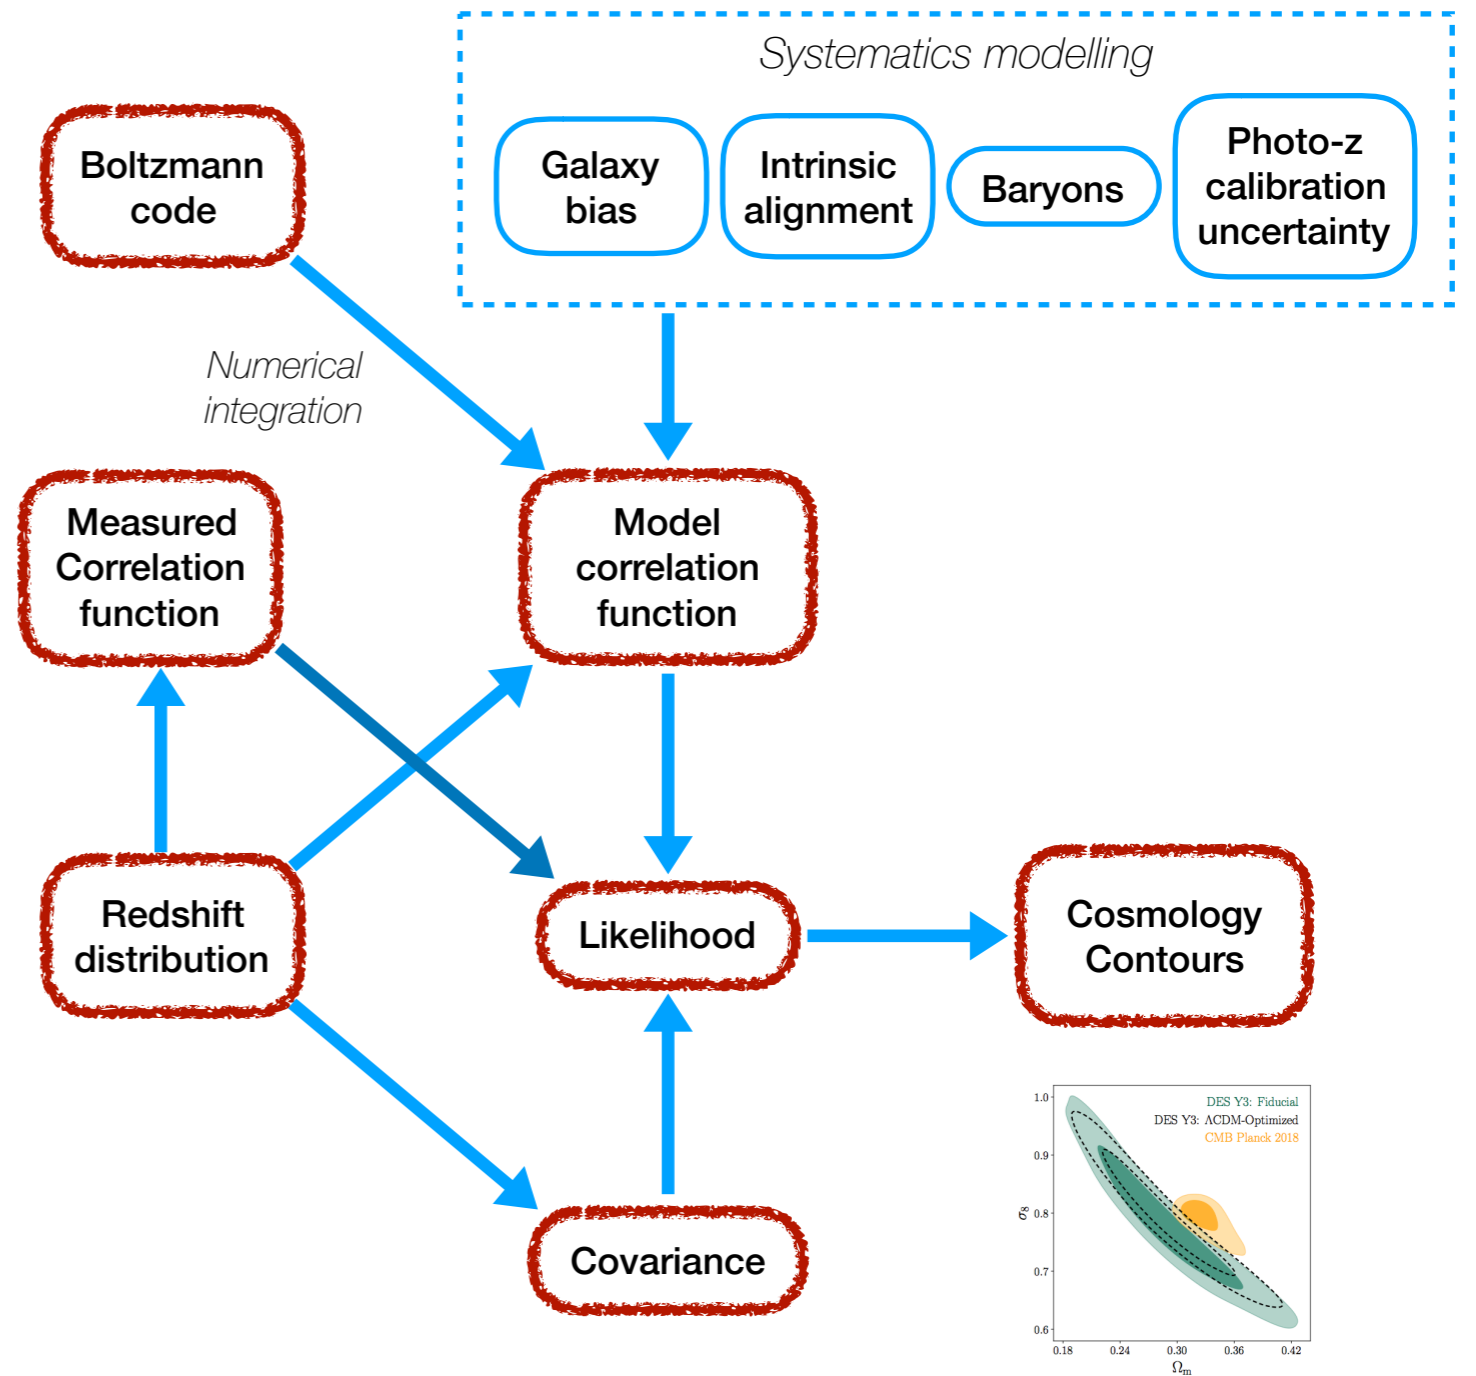 Systematics modelling
Boltzmann
code
Galaxy
bias
Intrinsic
alignment
Baryons
Photo-z
calibration
uncertainty
Numerical
integration
Measured
Correlation
function
Model
correlation
function
Redshift
distribution
Likelihood
Cosmology
Contours
Covariance
DES Y3: Fiducial
DES Y3: ΛCDM-Optimized
CMB Planck 2018
1.0
0.9
0.8
0.7
0.6
σ8
0.18 0.24 0.30 0.36 0.42
Ωm